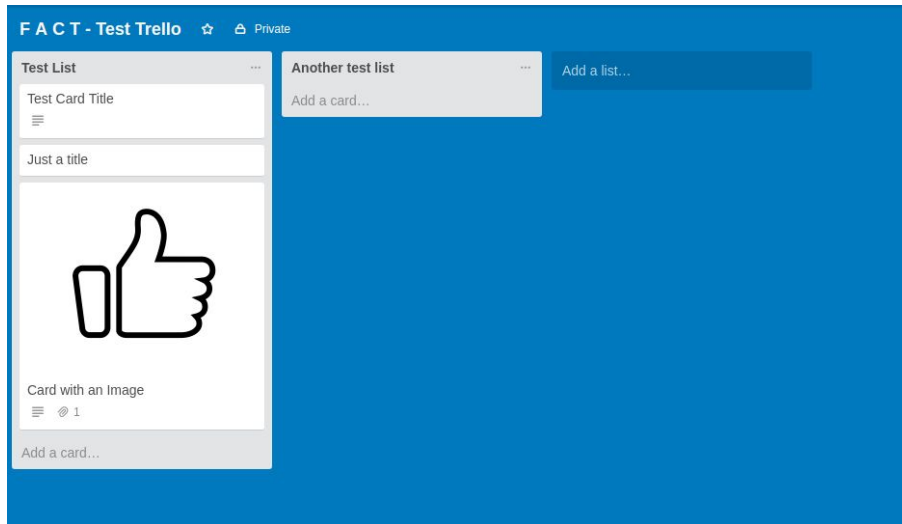 F A C T - Test Trello Private
Test List
Test Card Title
Just a title
Card with an Image
1
Add a card…
Another test list
Add a card…
Add a list…